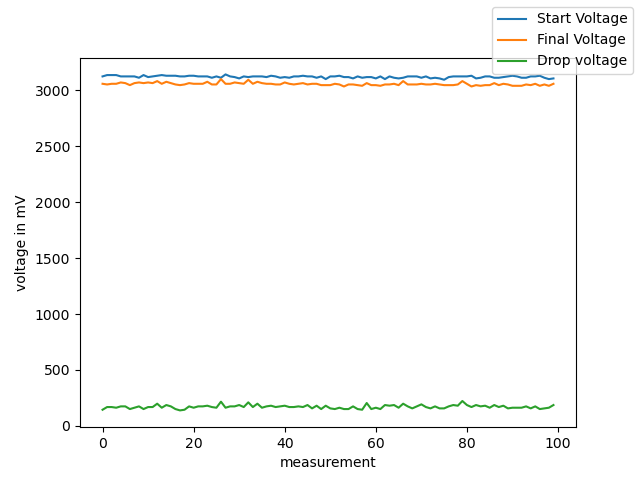 Start Voltage
Final Voltage
Drop voltage
3000
2500
2000
1500
1000
500
0
voltage in mV
0 20 40 60 80 100
measurement